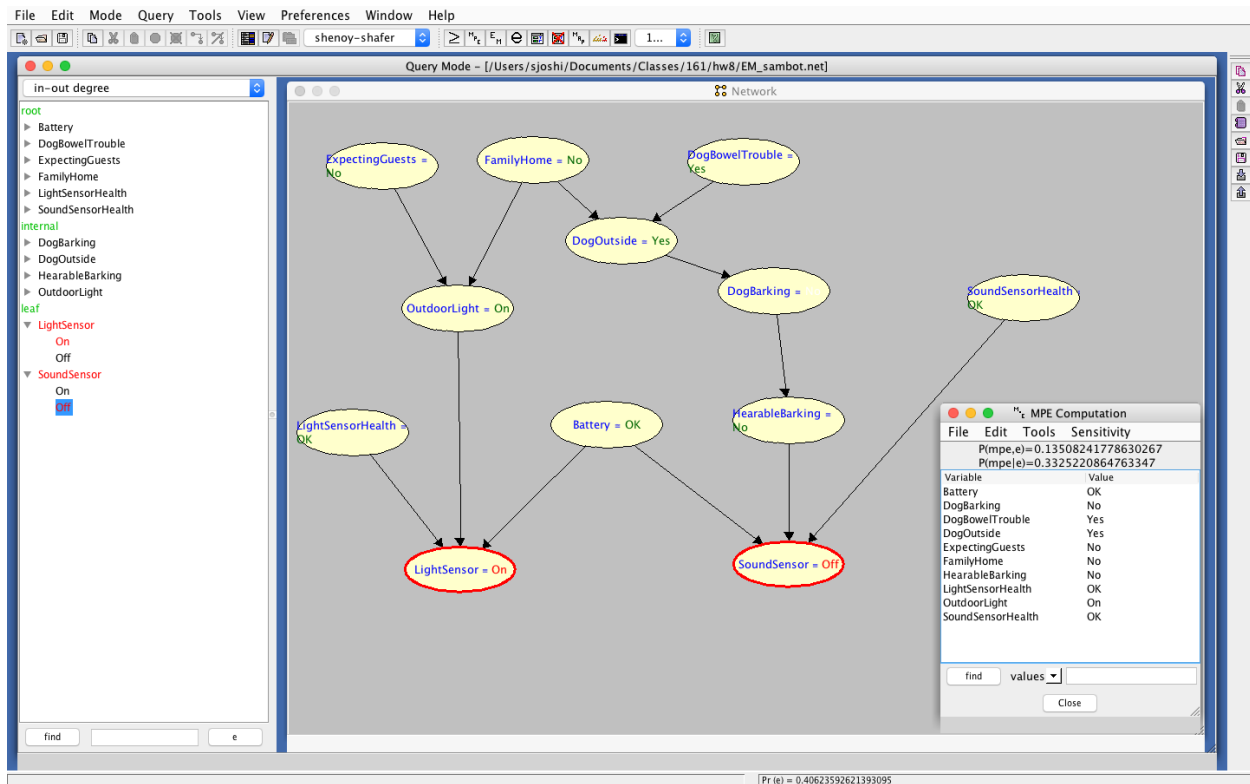 File Edit Mode Query Tools View Preferences Window Help
shenoy-shafer
1...
Query Mode - [/Users/sjoshi/Documents/Classes/161/hw8/EM_sambot.net]
in-out degree
root
Battery
DogBowelTrouble
ExpectingGuests
FamilyHome
LightSensorHealth
SoundSensorHealth
internal
DogBarking
DogOutside
HearableBarking
OutdoorLight
leaf
LightSensor
On
Off
SoundSensor
On
Off
find
e
Network
ExpectingGuests =
No
FamilyHome = No
DogBowelTrouble =
Yes
DogOutside = Yes
OutdoorLight = On
DogBarking =
SoundSensorHealth =
OK
LightSensorHealth =
OK
Battery = OK
HearableBarking =
No
LightSensor = On
SoundSensor = Off
MPE Computation
File Edit Tools Sensitivity
P(mpe,e)=0.13508241778630267
P(mpe|e)=0.3325220864763347
Variable Value
Battery OK
DogBarking No
DogBowelTrouble Yes
DogOutside Yes
ExpectingGuests No
FamilyHome No
HearableBarking No
LightSensorHealth OK
OutdoorLight On
SoundSensorHealth OK
find values
Close
Pr (e) = 0.40623592621393095